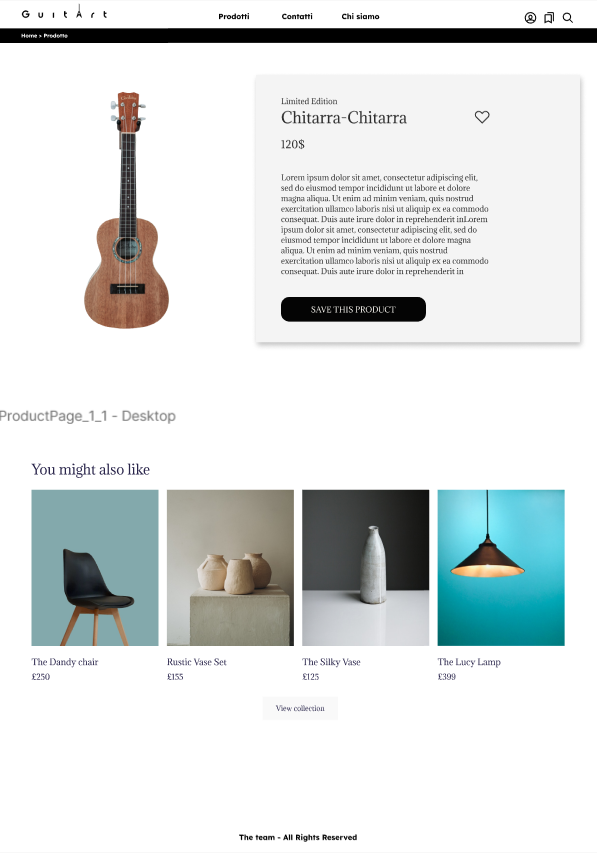 GuitArt
Prodotti
Contatti
Chi siamo
Home > Prodotto
Limited Edition
Chitarra-Chitarra
120$
Lorem ipsum dolor sit amet, consectetur adipiscing elit,
sed do eiusmod tempor incididunt ut labore et dolore
magna aliqua. Ut enim ad minim veniam, quis nostrud
exercitation ullamco laboris nisi ut aliquip ex ea commodo
consequat. Duis aute irure dolor in reprehenderit inLorem
ipsum dolor sit amet, consectetur adipiscing elit, sed do
eiusmod tempor incididunt ut labore et dolore magna
aliqua. Ut enim ad minim veniam, quis nostrud
exercitation ullamco laboris nisi ut aliquip ex ea commodo
consequat. Duis aute irure dolor in reprehenderit in
SAVE THIS PRODUCT
ProductPage_1_1 - Desktop
You might also like
The Dandy chair
£250
Rustic Vase Set
£155
The Silky Vase
£125
The Lucy Lamp
£399
View collection
The team - All Rights Reserved